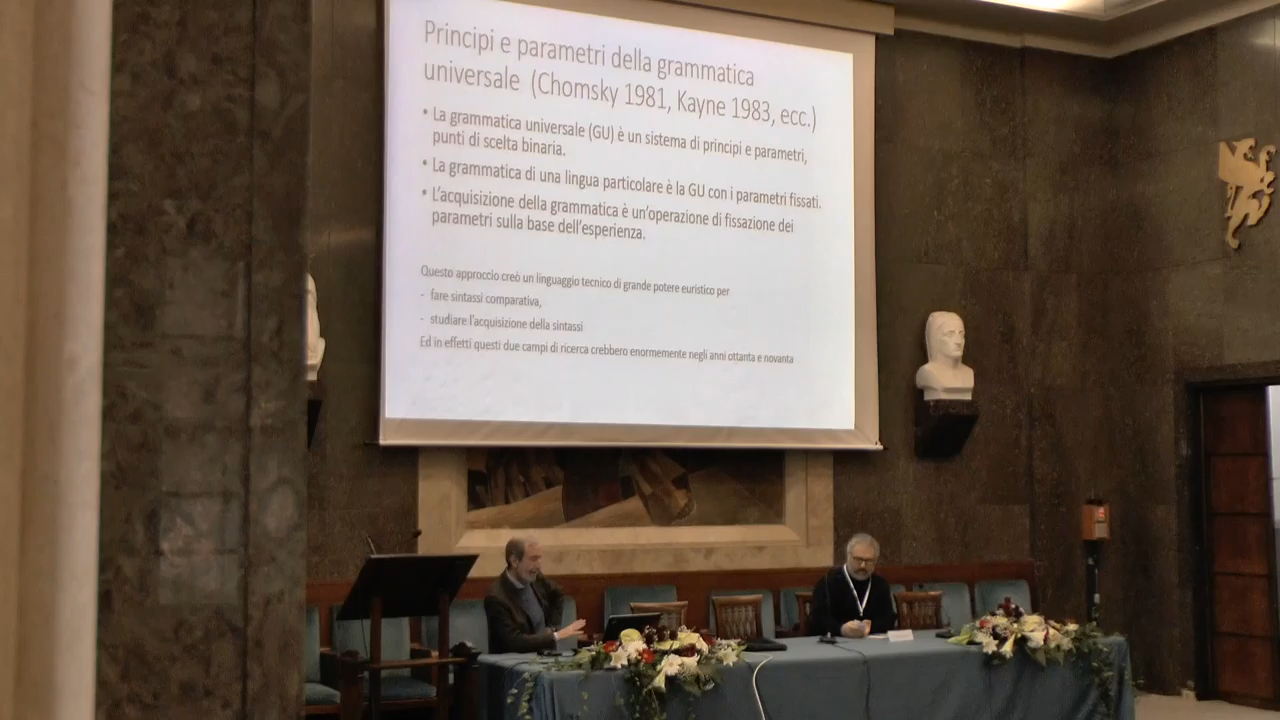 Principi e parametri della grammatica
universale (Chomsky 1981, Kayne 1983, ecc.)
• La grammatica universale (GU) è un sistema di principi e parametri,
punti di scelta binaria.
• La grammatica di una lingua particolare è la GU con i parametri fissati.
• L'acquisizione della grammatica è un'operazione di fissazione dei
parametri sulla base dell'esperienza.
Questo approccio creò un linguaggio tecnico di grande potere euristico per
- fare sintassi comparativa,
- studiare l'acquisizione della sintassi
Ed in effetti questi due campi di ricerca crebbero enormemente negli anni ottanta e novanta